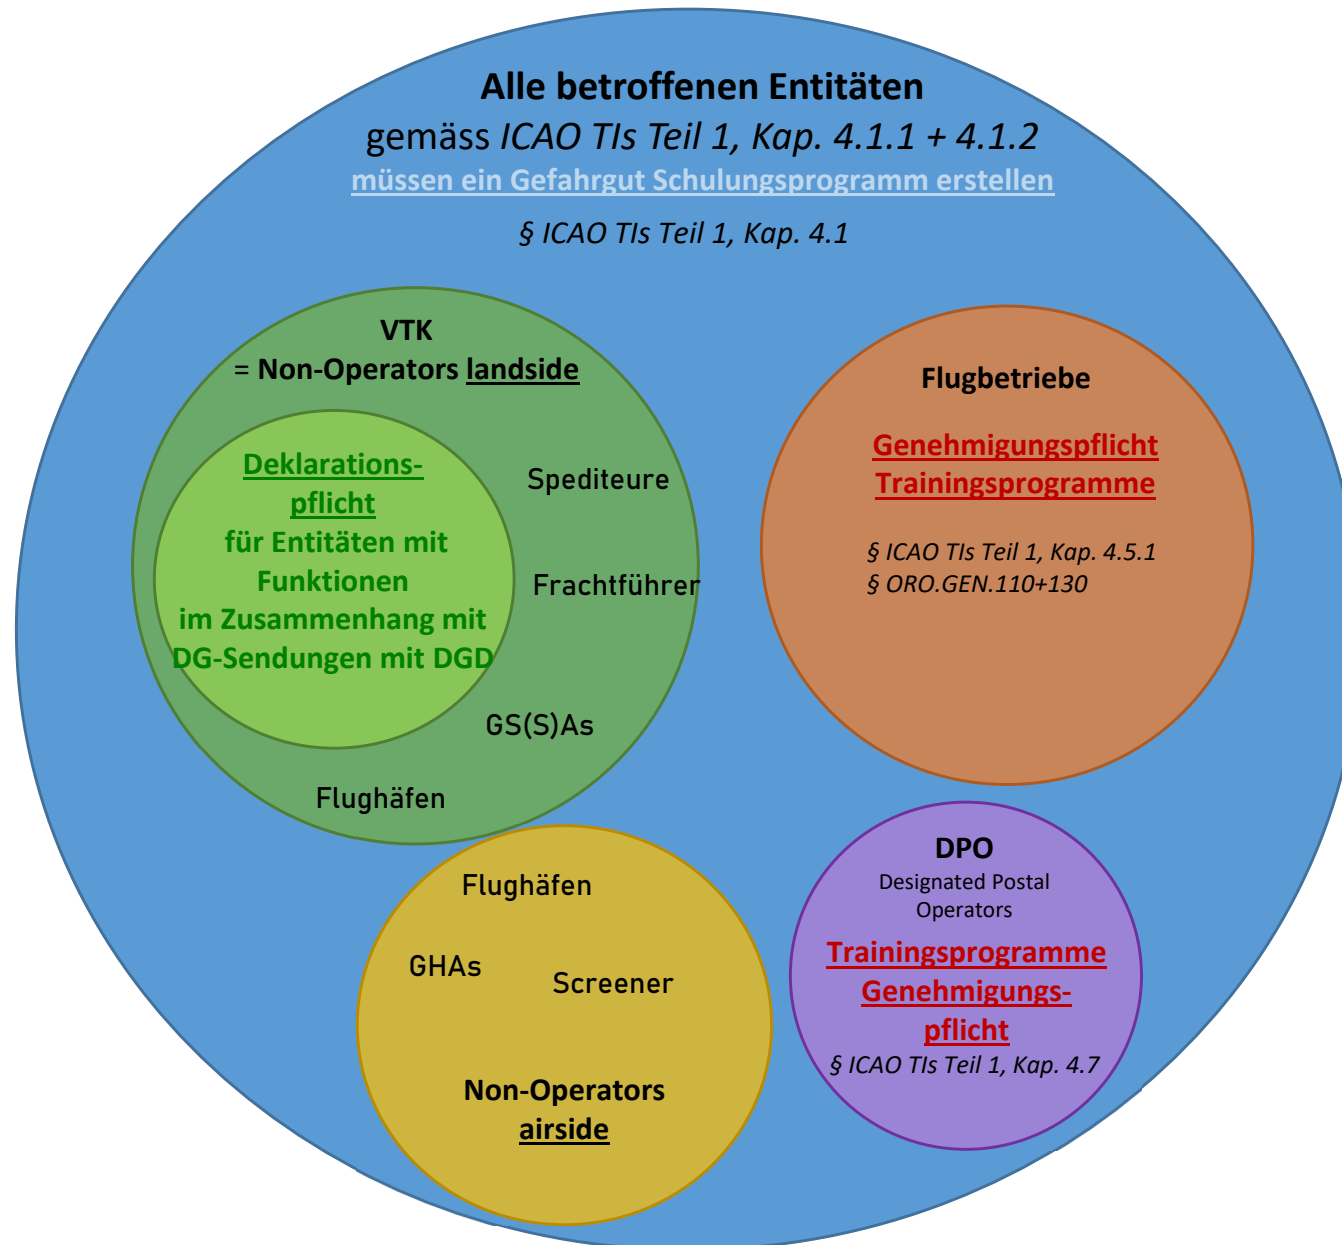 Alle betroffenen Entitäten
gemäss ICAO TIs Teil 1, Kap. 4.1.1 + 4.1.2
müssen ein Gefahrgut Schulungsprogramm erstellen
§ ICAO TIs Teil 1, Kap. 4.1
VTK
= Non-Operators landside
Deklarations-
pflicht
für Entitäten mit
Funktionen
im Zusammenhang mit
DG-Sendungen mit DGD
Spediteure
Frachtführer
GS(S)As
Flughäfen
Flugbetriebe
Genehmigungspflicht
Trainingsprogramme
§ ICAO TIs Teil 1, Kap. 4.5.1
§ ORO.GEN.110+130
Flughäfen
GHAs
Screener
Non-Operators
airside
DPO
Designated Postal
Operators
Trainingsprogramme
Genehmigungs-
pflicht
§ ICAO TIs Teil 1, Kap. 4.7